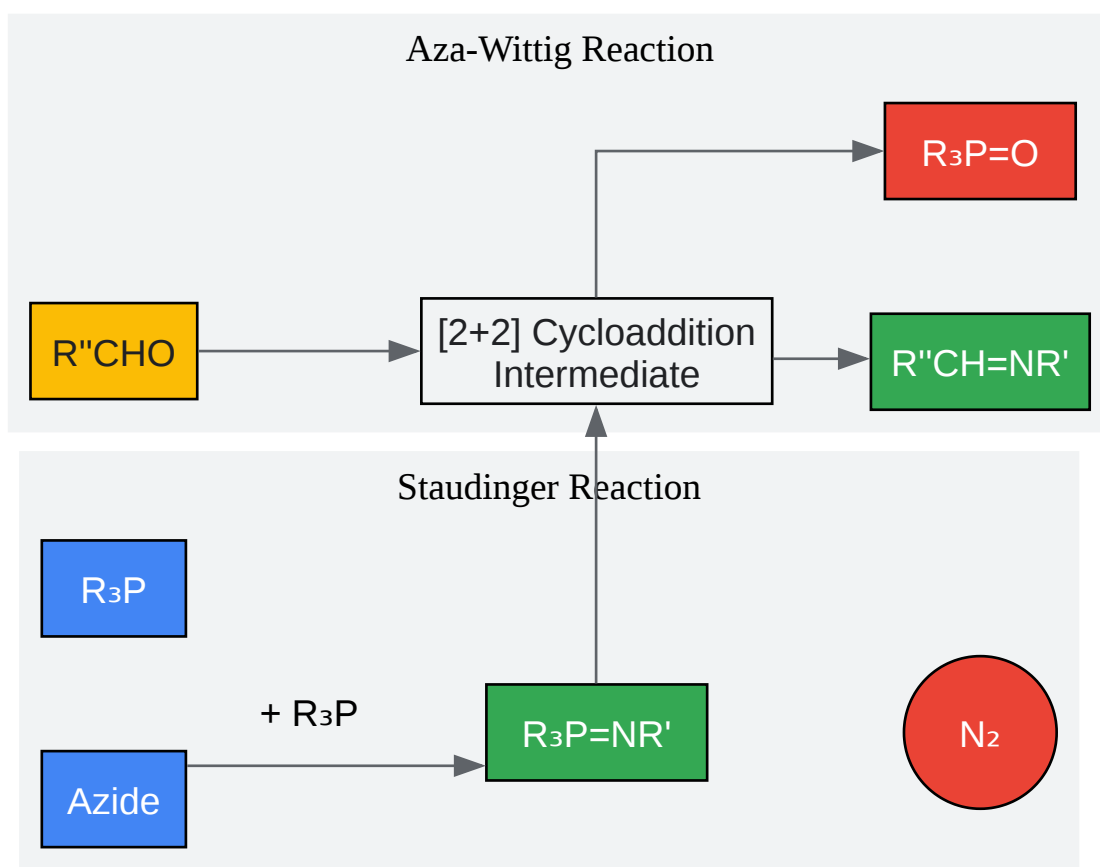 Aza-Wittig Reaction
R₃P=O
R"CHO
[2+2] Cycloaddition
Intermediate
R"CH=NR'
Staudinger Reaction
R₃P
+ R₃P
R₃P=NR'
N₂
Azide